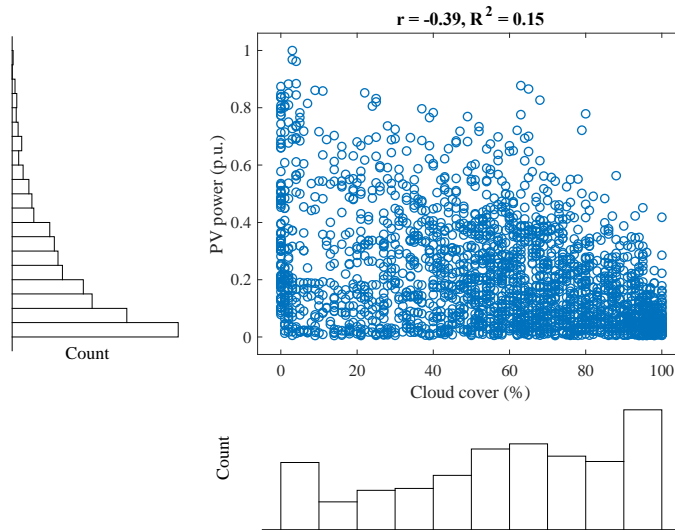 r = -0.39, R² = 0.15
1
0.8
0.6
0.4
0.2
0
PV power (p.u.)
Count
0 20 40 60 80 100
Cloud cover (%)
Count